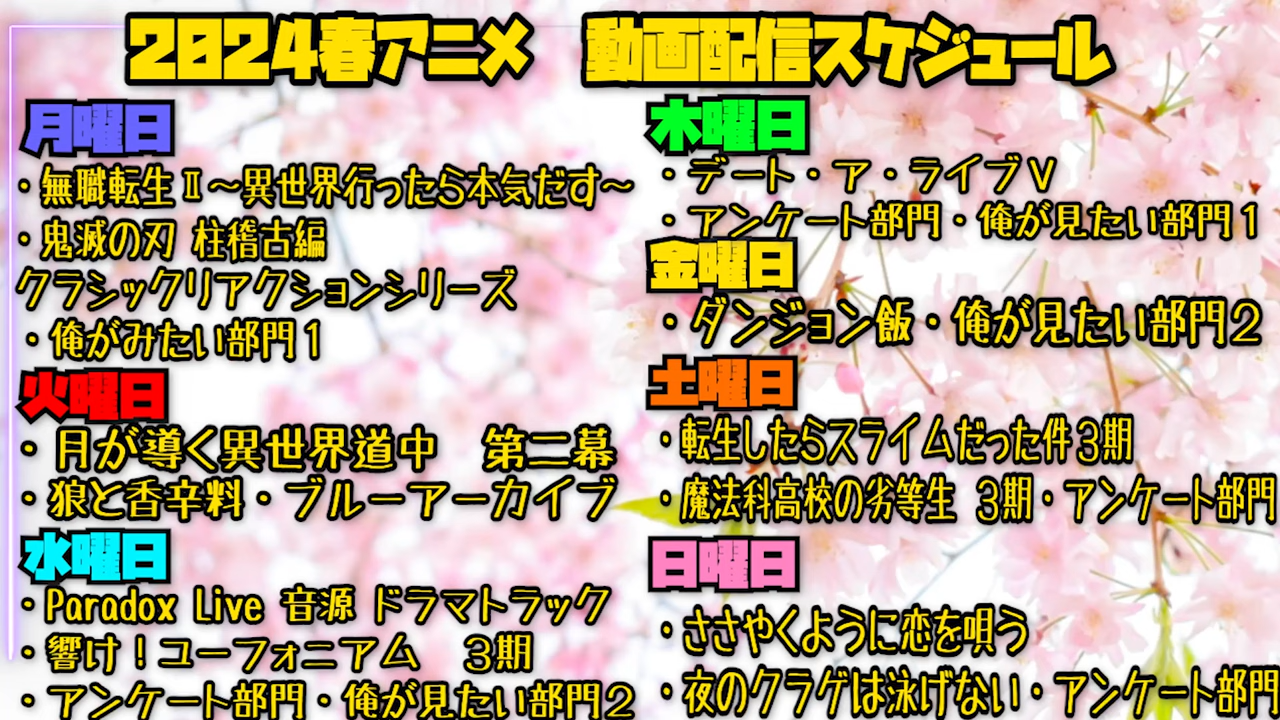 2024春アニメ 動画配信スケジュール
月曜日
・無職転生Ⅱ～異世界行ったら本気だす～
・鬼滅の刃 柱稽古編
クラシックリアクションシリーズ
・俺がみたい部門1
火曜日
・月が導く異世界道中 第二幕
・狼と香辛料・ブルーアーカイブ
水曜日
・Paradox Live 音源 ドラマトラック
・響け！ユーフォニアム 3期
・アンケート部門・俺が見たい部門2
木曜日
・デート・ア・ライブⅤ
・アンケート部門・俺が見たい部門1
金曜日
・ダンジョン飯・俺が見たい部門2
土曜日
・転生したらスライムだった件3期
・魔法科高校の劣等生 3期・アンケート部門
日曜日
・ささやくように恋を唄う
・夜のクラゲは泳げない・アンケート部門